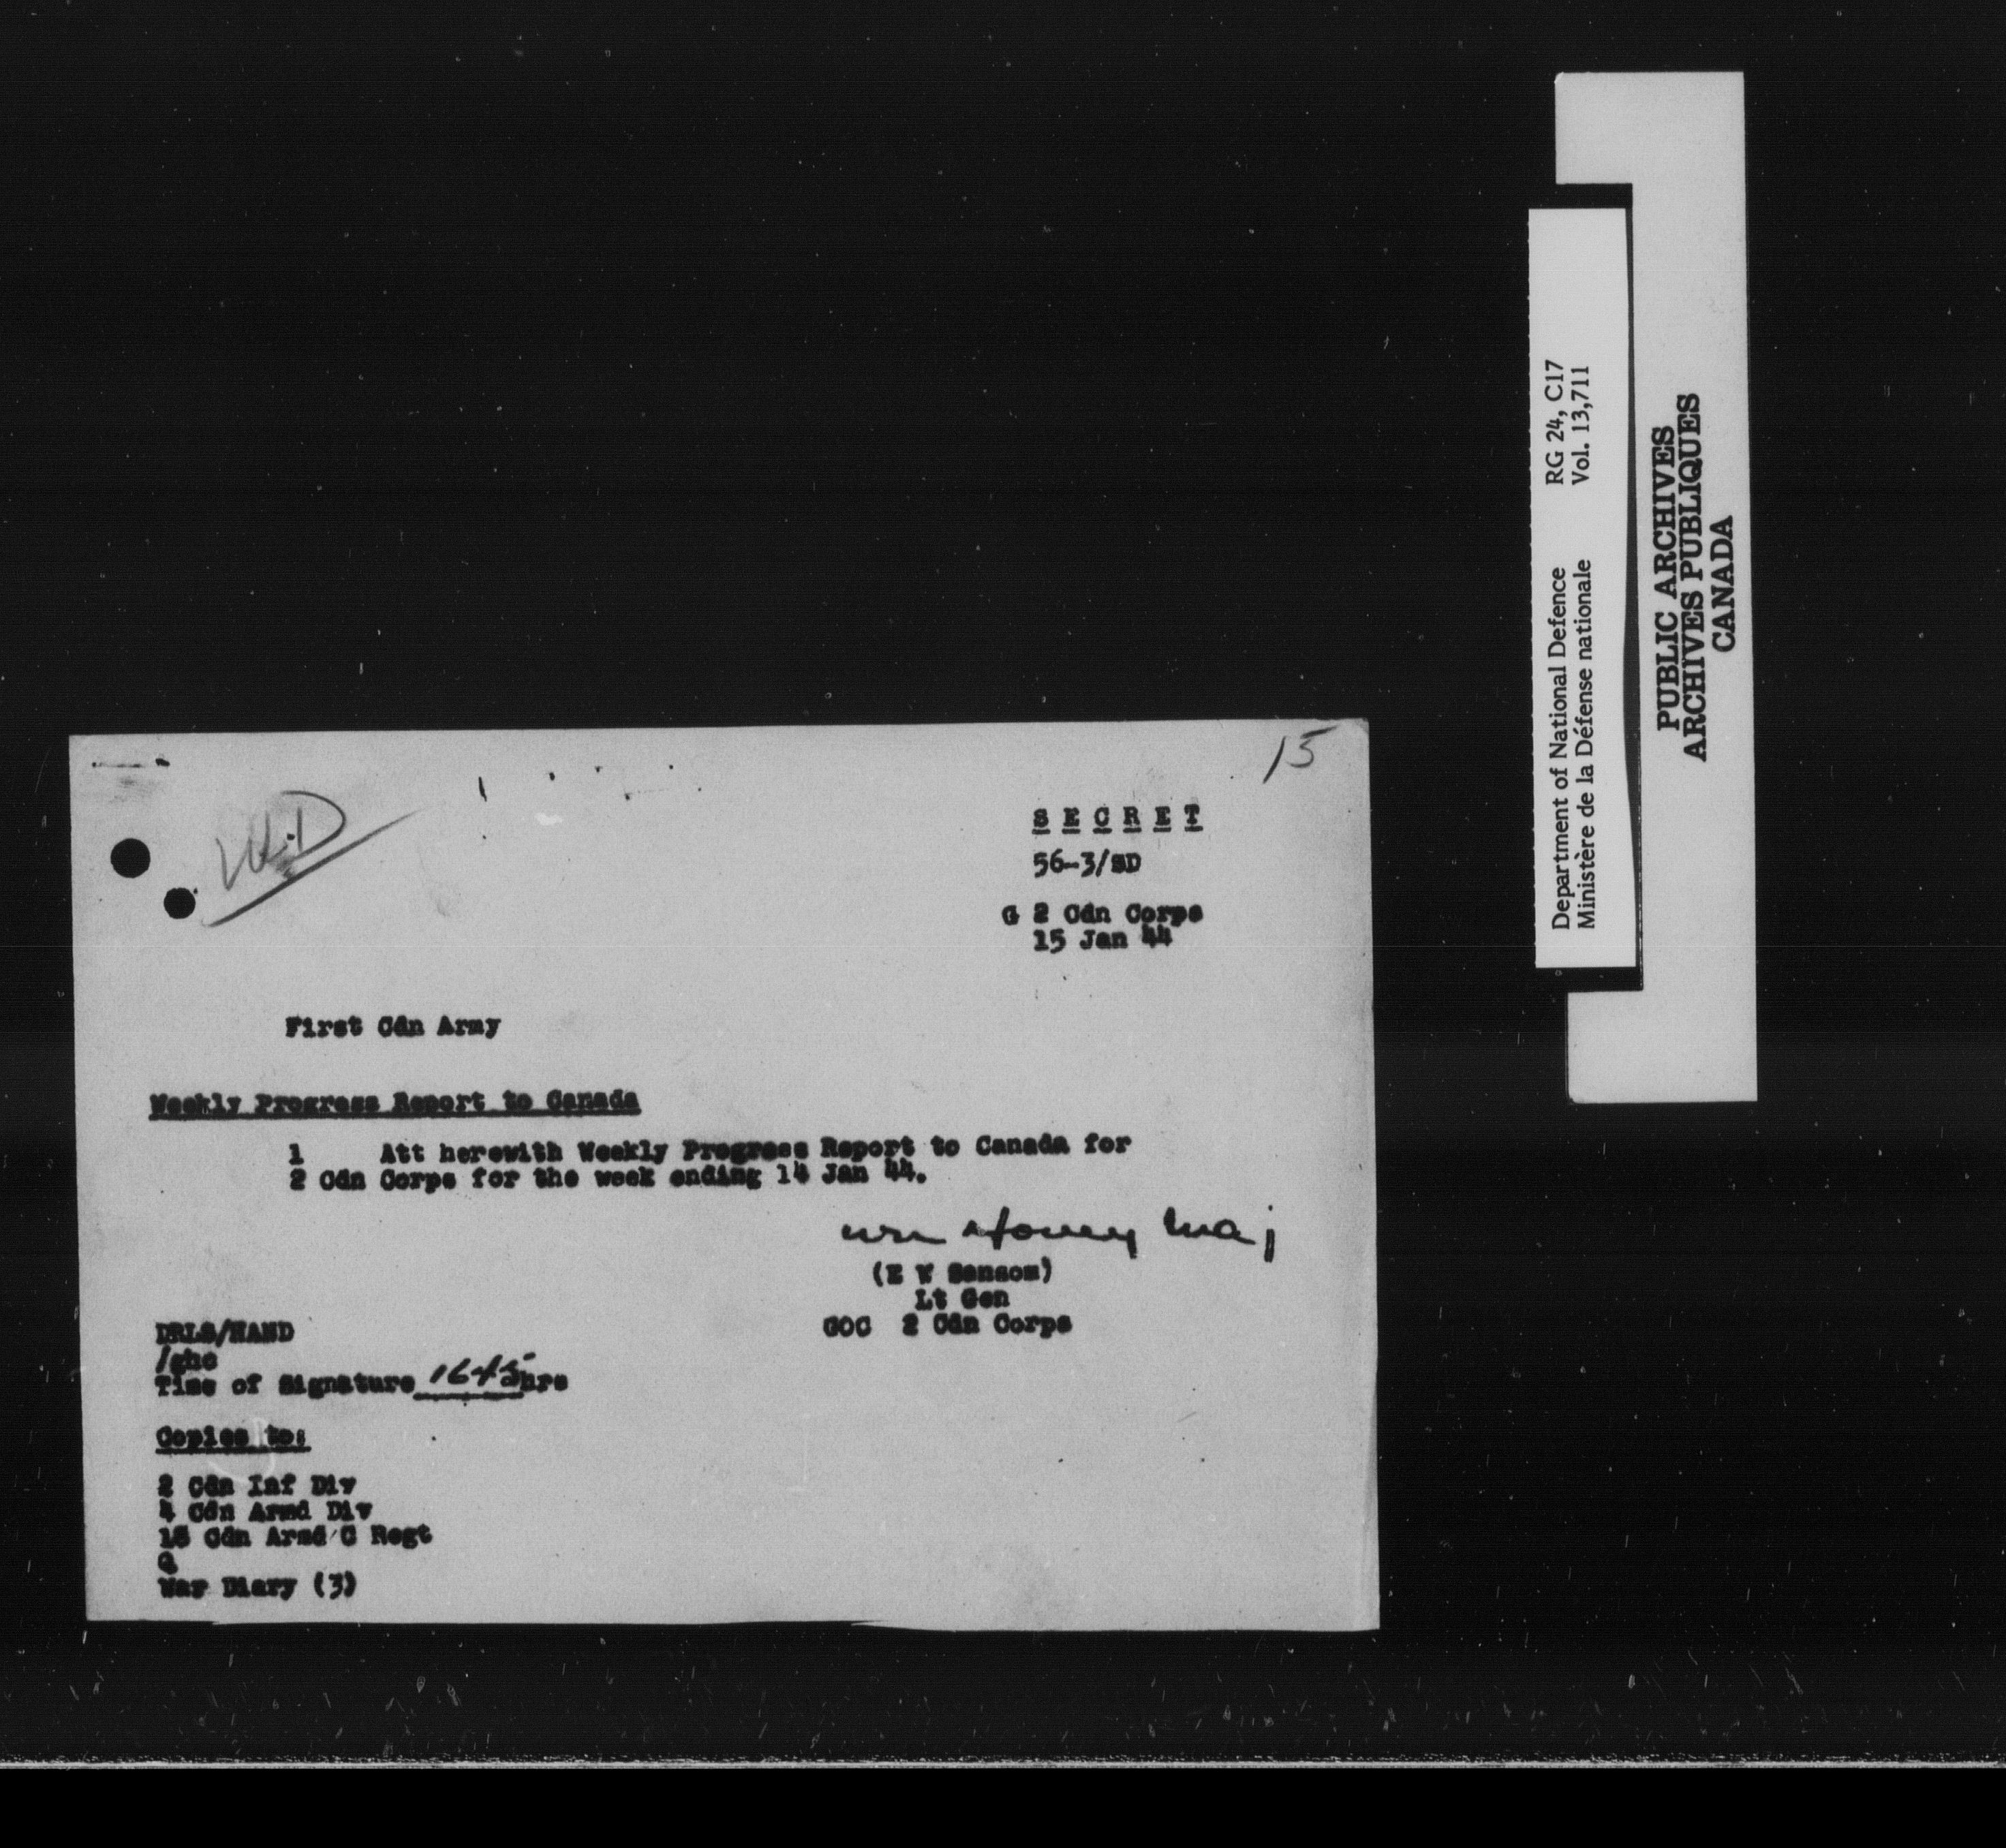 15
W.D
S E C R E T
56-3/SD
G 2 Cdn Corps
15 Jan 44
First Cdn Army
Weekly Progress Report to Canada
1 Att herewith Weekly Progress Report to Canada for
2 Cdn Corps for the week ending 14 Jan 44.
Maj
(E W Sansom)
Lt Gen
GOC 2 Cdn Corps
DRLS/HAND
/ghc
Time of Signature 1645hrs
Copies to:
2 Cdn Inf Div
4 Cdn Armd Div
18 Cdn Armd C Regt
Q
War Diary (3)
Department of National Defence RG 24, C17
Ministère de la Défense nationale Vol. 13,711
PUBLIC ARCHIVES
ARCHIVES PUBLIQUES
CANADA